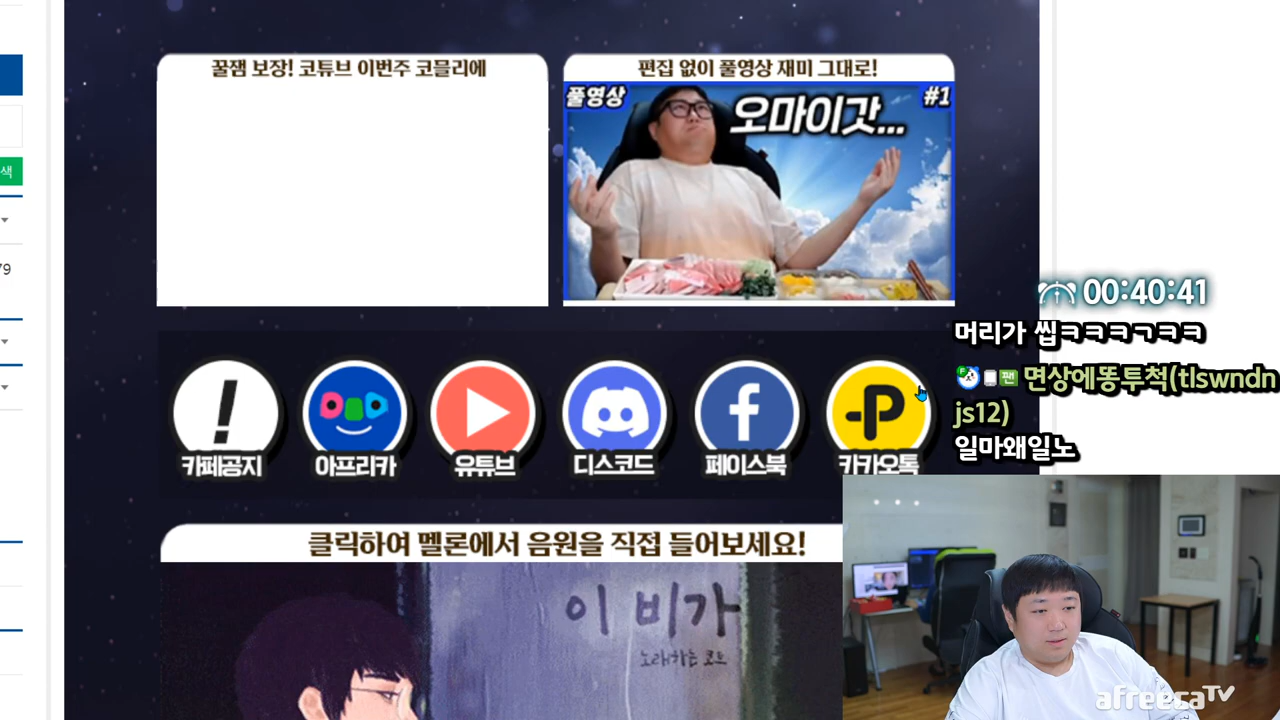 꿀잼 보장! 코튜브 이번주 코믈리에
편집 없이 풀영상 재미 그대로!
풀영상
오마이갓...
#1
색
79
00:40:41
머리가 씹ㅋㅋㅋㄱㅋㅋ
F
팬
면상에똥투척(tlswndn
js12)
일마왜일노
!
P
카페공지
아프리카
유튜브
디스코드
페이스북
카카오톡
클릭하여 멜론에서 음원을 직접 들어보세요!
이 비가
노래하는 코트
afreecaTV